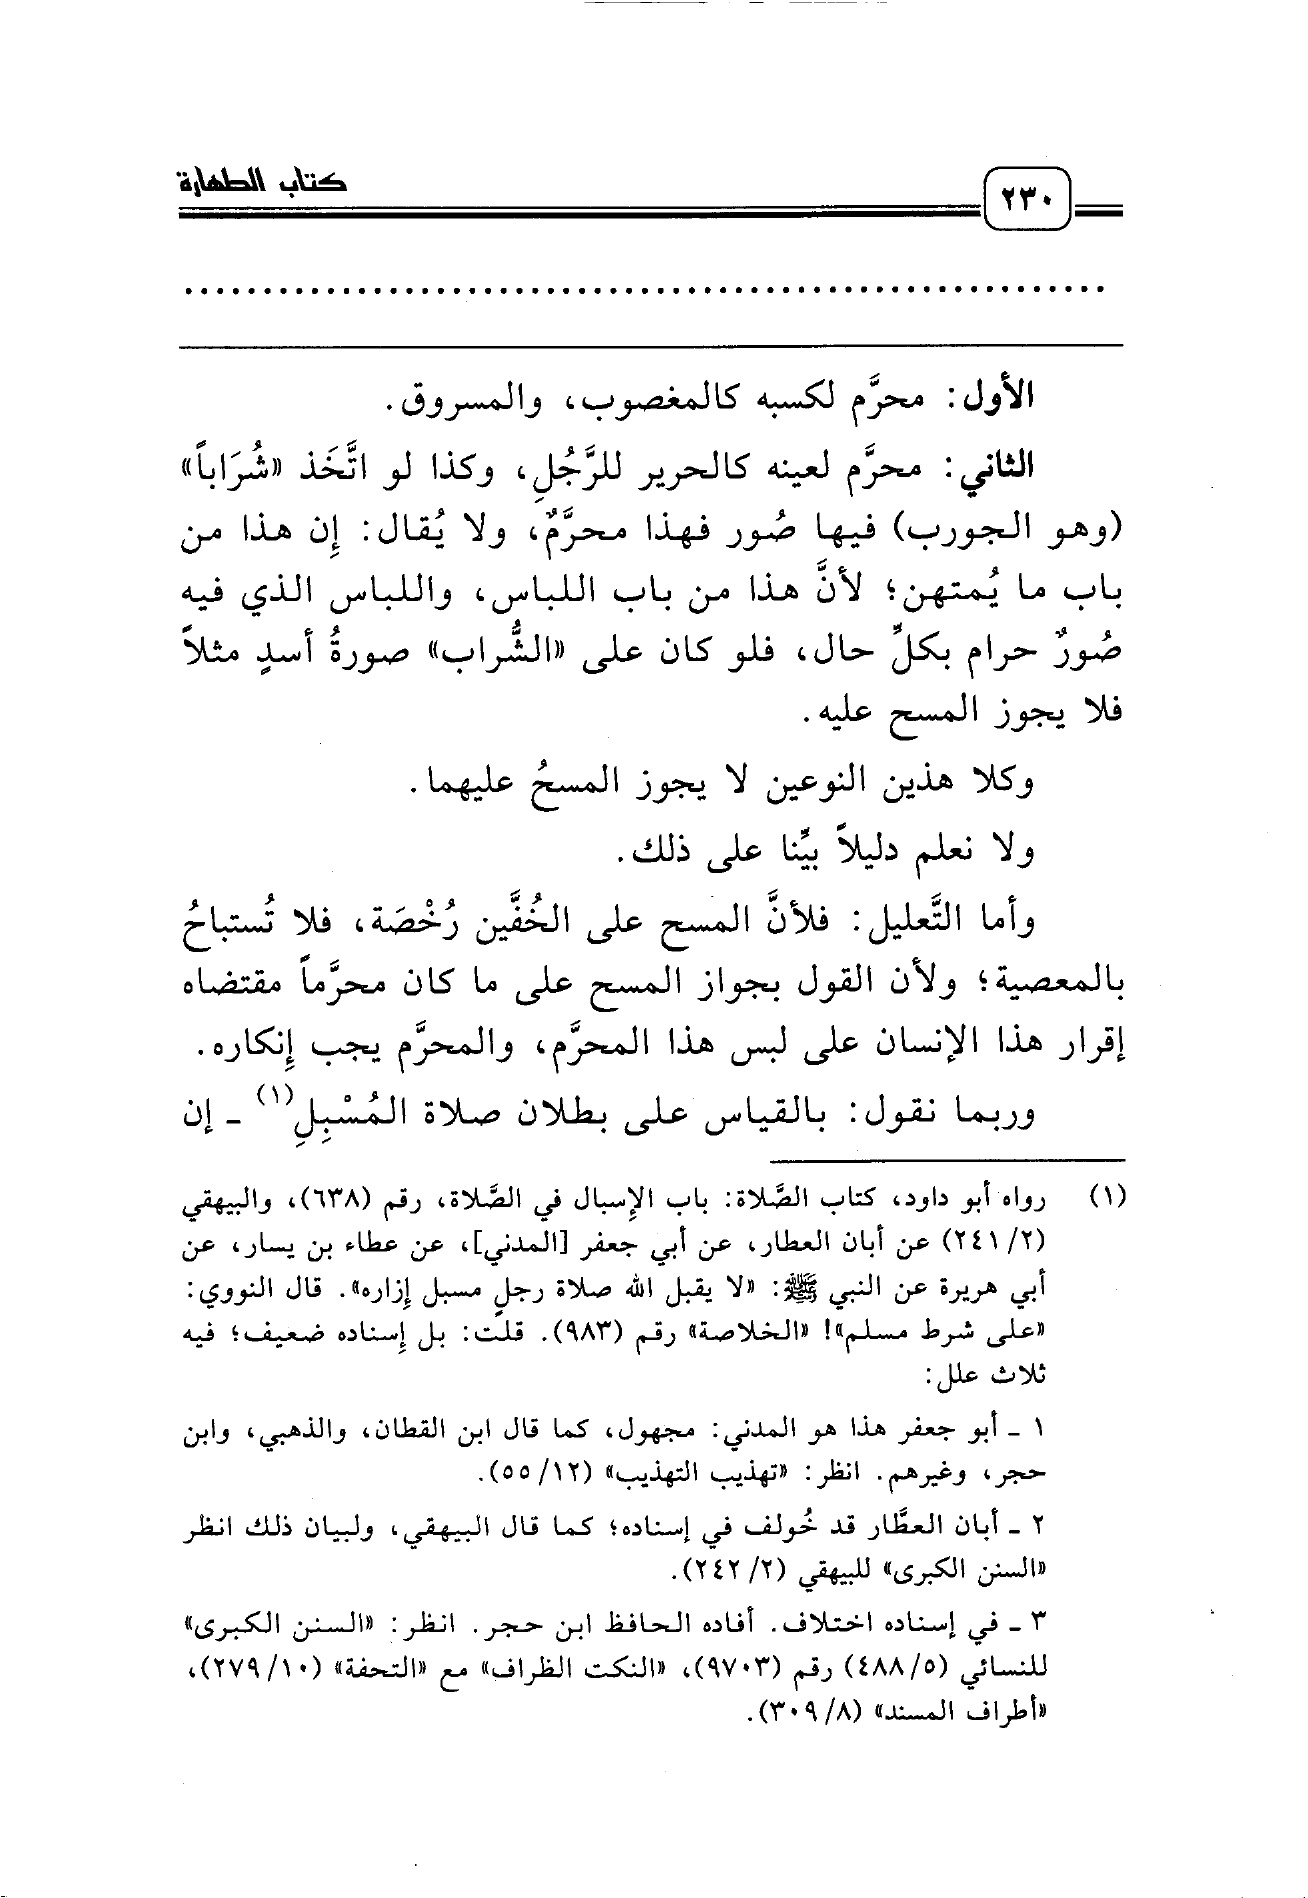 كتاب الطهارة
٢٣٠
الأول: محرَّم لكسبه كالمغصوب، والمسروق.
الثاني: محرَّم لعينه كالحرير للرَّجُلِ، وكذا لو اتَّخَذ «شُرَاباً»
(وهو الجورب) فيها صُور فهذا محرَّمٌ، ولا يُقال: إِن هذا من
باب ما يُمتهن؛ لأنَّ هذا من باب اللباس، واللباس الذي فيه
صُورٌ حرام بكلِّ حال، فلو كان على «الشُّراب» صورةُ أسدٍ مثلاً
فلا يجوز المسح عليه.
وكلا هذين النوعين لا يجوز المسحُ عليهما.
ولا نعلم دليلاً بيِّنا على ذلك.
وأما التَّعليل: فلأنَّ المسح على الخُفَّين رُخْصَة، فلا تُستباحُ
بالمعصية؛ ولأن القول بجواز المسح على ما كان محرَّماً مقتضاه
إقرار هذا الإنسان على لبس هذا المحرَّم، والمحرَّم يجب إِنكاره.
وربما نقول: بالقياس على بطلان صلاة المُسْبِلِ(١) ـ إن
(١) رواه أبو داود، كتاب الصَّلاة: باب الإِسبال في الصَّلاة، رقم (٦٣٨)، والبيهقي
(٢٤١/٢) عن أبان العطار، عن أبي جعفر [المدني]، عن عطاء بن يسار، عن
أبي هريرة عن النبي ﷺ: «لا يقبل الله صلاة رجلٍ مسبل إزاره». قال النووي:
«على شرط مسلم»! «الخلاصة» رقم (٩٨٣). قلت: بل إِسناده ضعيف؛ فيه
ثلاث علل:
١ ـ أبو جعفر هذا هو المدني: مجهول، كما قال ابن القطان، والذهبي، وابن
حجر، وغيرهم. انظر: «تهذيب التهذيب» (٥٥/١٢).
٢ ـ أبان العطَّار قد خُولف في إسناده؛ كما قال البيهقي، ولبيان ذلك انظر
«السنن الكبرى» للبيهقي (٢٤٢/٢).
٣ ـ في إسناده اختلاف. أفاده الحافظ ابن حجر. انظر: «السنن الكبرى»
للنسائي (٤٨٨/٥) رقم (٩٧٠٣)، «النكت الظراف» مع «التحفة» (٢٧٩/١٠)،
«أطراف المسند» (٣٠٩/٨).